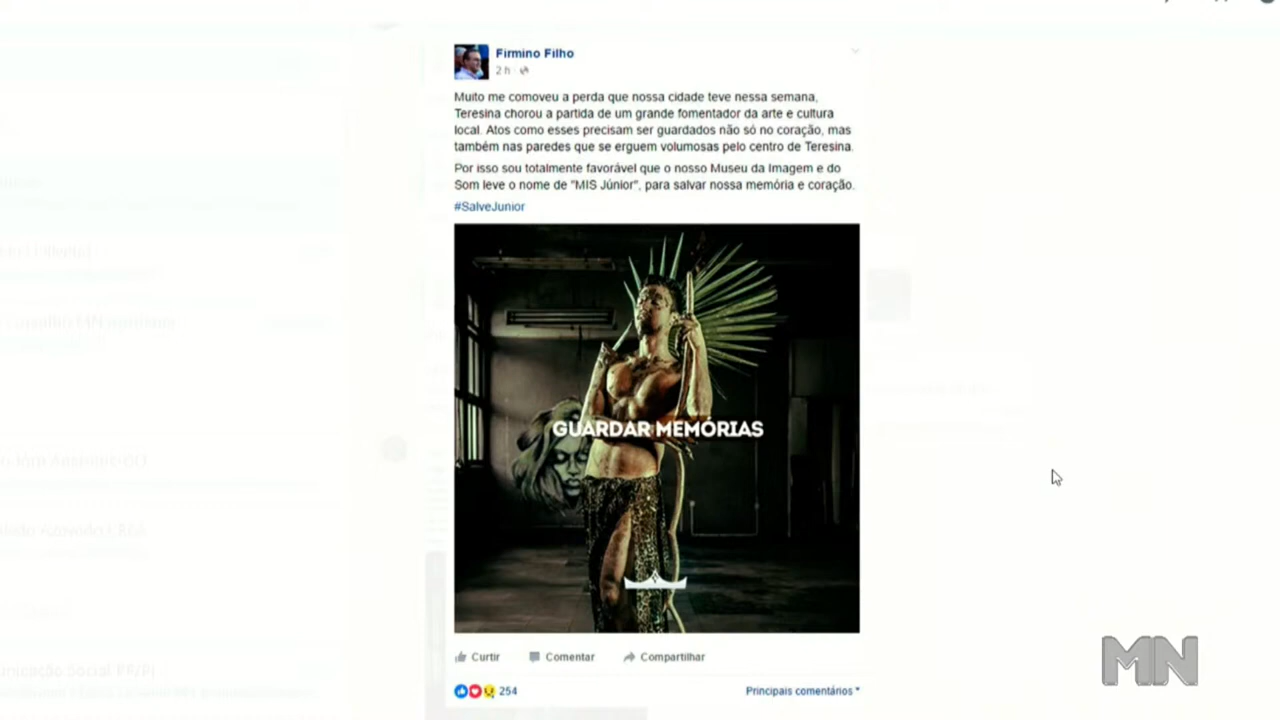 Firmino Filho
2 h ·
Muito me comoveu a perda que nossa cidade teve nessa semana,
Teresina chorou a partida de um grande fomentador da arte e cultura
local. Atos como esses precisam ser guardados não só no coração, mas
também nas paredes que se erguem volumosas pelo centro de Teresina.
Por isso sou totalmente favorável que o nosso Museu da Imagem e do
Som leve o nome de "MIS Júnior", para salvar nossa memória e coração.
#SalveJunior
GUARDAR MEMÓRIAS
Curtir Comentar Compartilhar
254 Principais comentários
MN